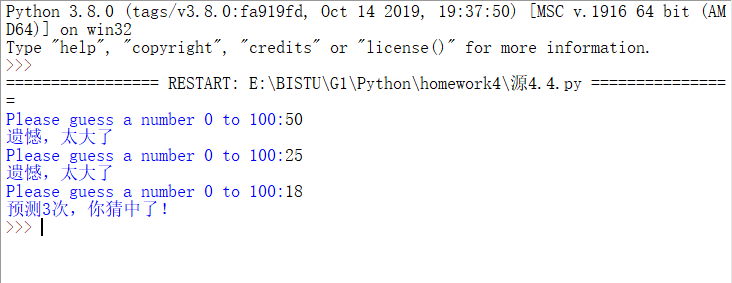 Python 3.8.0 (tags/v3.8.0:fa919fd, Oct 14 2019, 19:37:50) [MSC v.1916 64 bit (AM
D64)] on win32
Type "help", "copyright", "credits" or "license()" for more information.
>>>
================= RESTART: E:\BISTU\G1\Python\homework4\源4.4.py ===============
=
Please guess a number 0 to 100:50
遗憾，太大了
Please guess a number 0 to 100:25
遗憾，太大了
Please guess a number 0 to 100:18
预测3次，你猜中了！
>>>